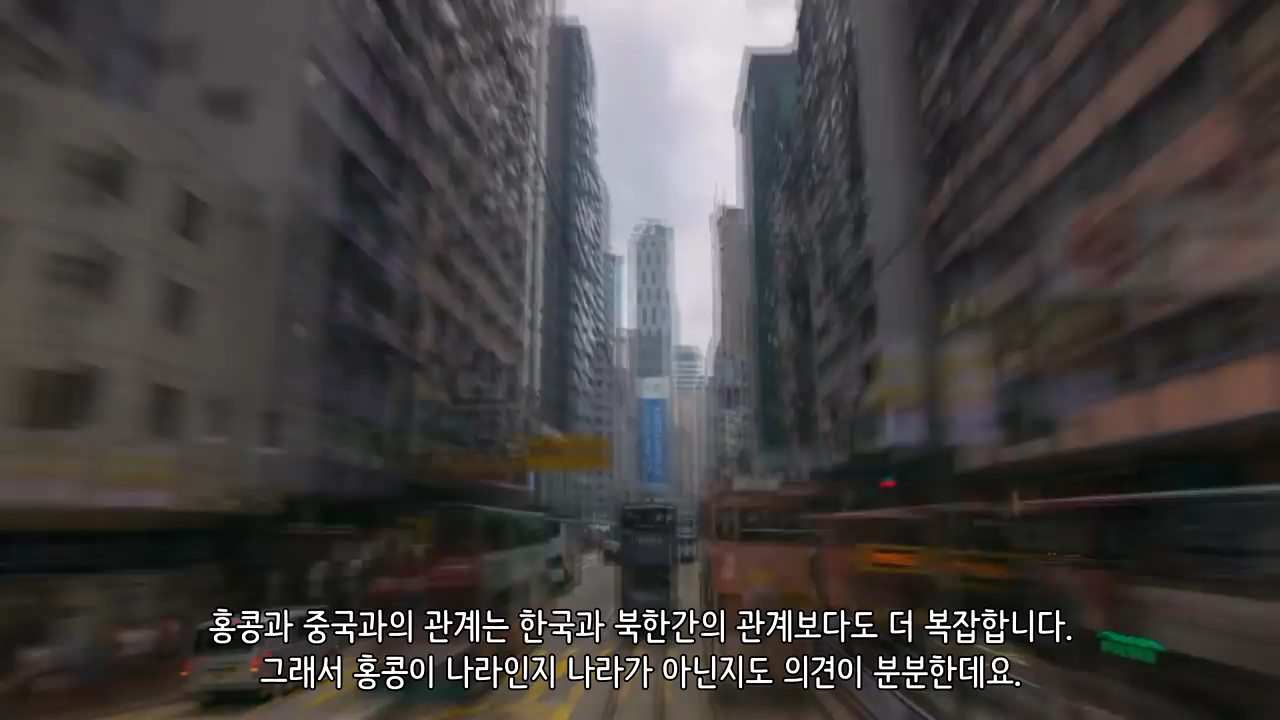 홍콩과 중국과의 관계는 한국과 북한간의 관계보다도 더 복잡합니다.
그래서 홍콩이 나라인지 나라가 아닌지도 의견이 분분한데요.